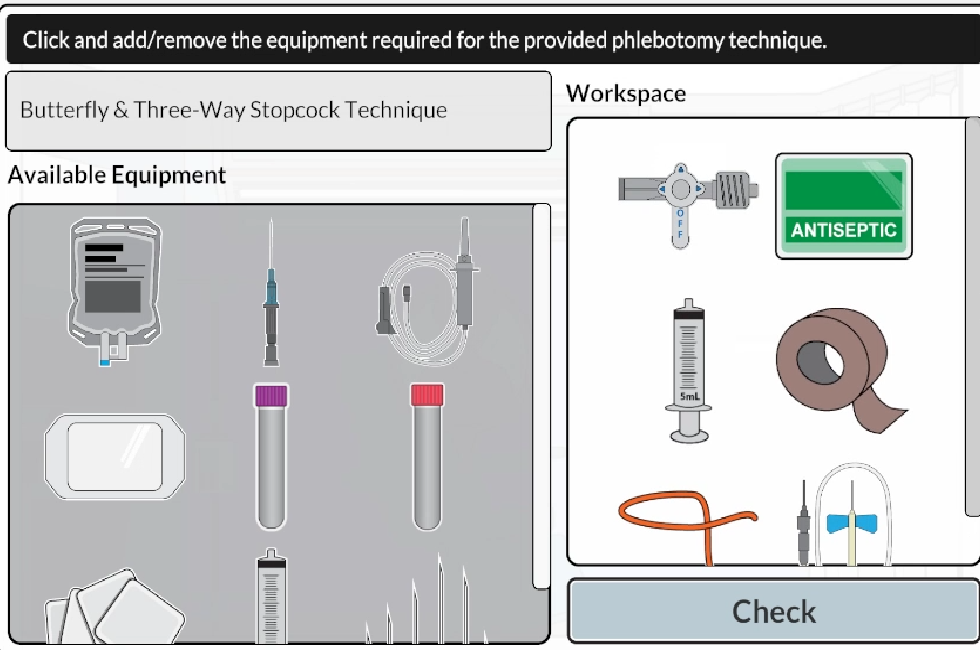 Click and add/remove the equipment required for the provided phlebotomy technique.
Butterfly & Three-Way Stopcock Technique
Workspace
Available Equipment
OFF
ANTISEPTIC
5mL
Check